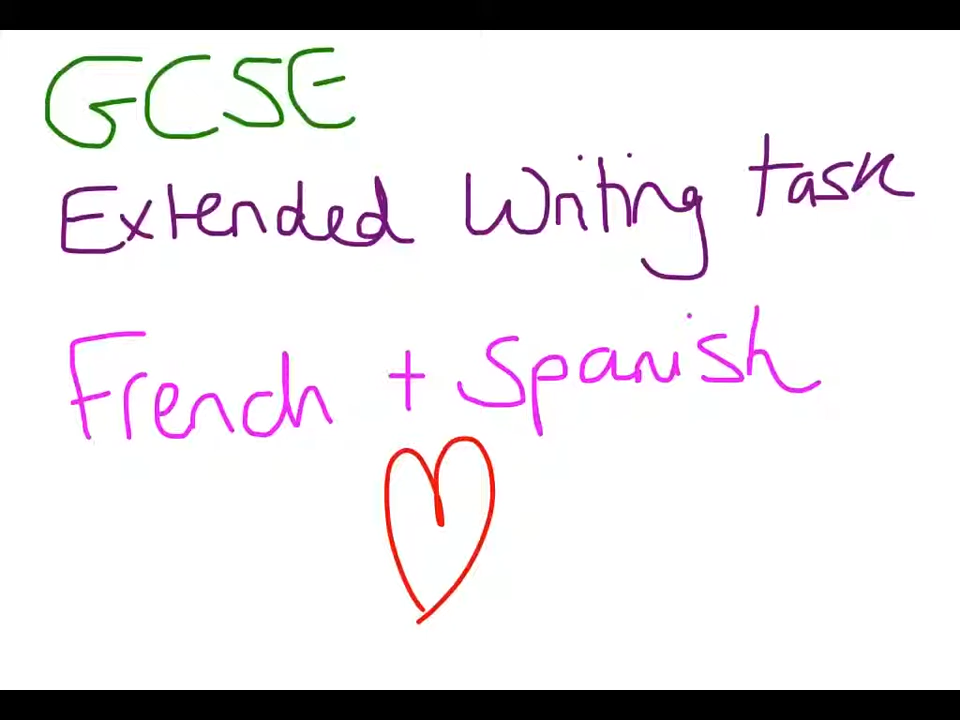 GCSE
Extended Writing task
French + Spanish